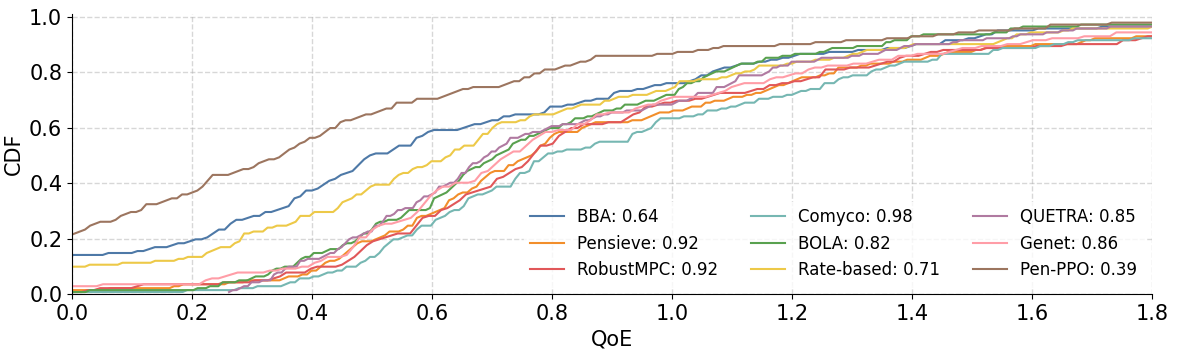 1.0
0.8
0.6
0.4
0.2
0.0
CDF
BBA: 0.64
Pensieve: 0.92
RobustMPC: 0.92
Comyco: 0.98
BOLA: 0.82
Rate-based: 0.71
QUETRA: 0.85
Genet: 0.86
Pen-PPO: 0.39
0.0 0.2 0.4 0.6 0.8 1.0 1.2 1.4 1.6 1.8
QoE